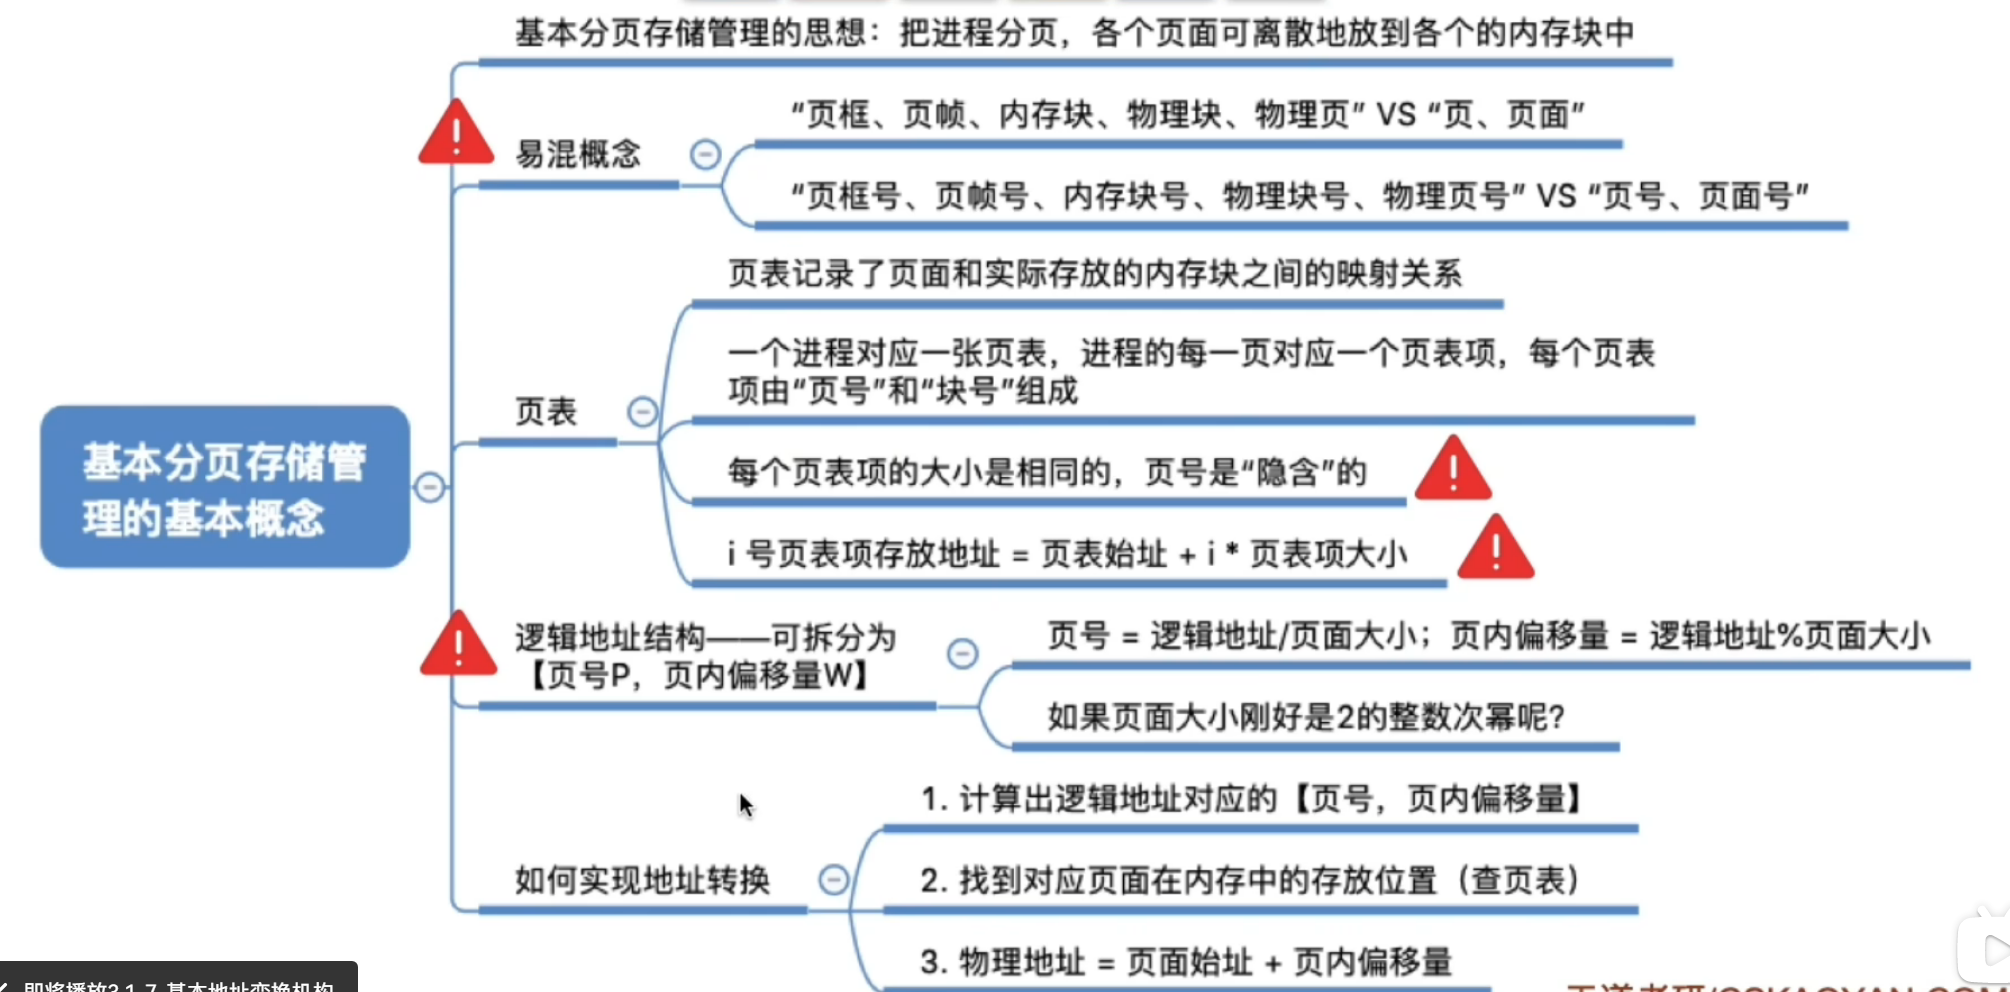 基本分页存储管理的思想：把进程分页，各个页面可离散地放到各个的内存块中
易混概念
“页框、页帧、内存块、物理块、物理页” VS “页、页面”
“页框号、页帧号、内存块号、物理块号、物理页号” VS “页号、页面号”
基本分页存储管
理的基本概念
页表
页表记录了页面和实际存放的内存块之间的映射关系
一个进程对应一张页表，进程的每一页对应一个页表项，每个页表
项由“页号”和“块号”组成
每个页表项的大小是相同的，页号是“隐含”的
i 号页表项存放地址 = 页表始址 + i * 页表项大小
逻辑地址结构——可拆分为
【页号P，页内偏移量W】
页号 = 逻辑地址/页面大小；页内偏移量 = 逻辑地址%页面大小
如果页面大小刚好是2的整数次幂呢？
如何实现地址转换
1. 计算出逻辑地址对应的【页号，页内偏移量】
2. 找到对应页面在内存中的存放位置（查页表）
3. 物理地址 = 页面始址 + 页内偏移量
即将播放3.1_7_基本地址变换机构
王道考研/CSKAOYAN.COM